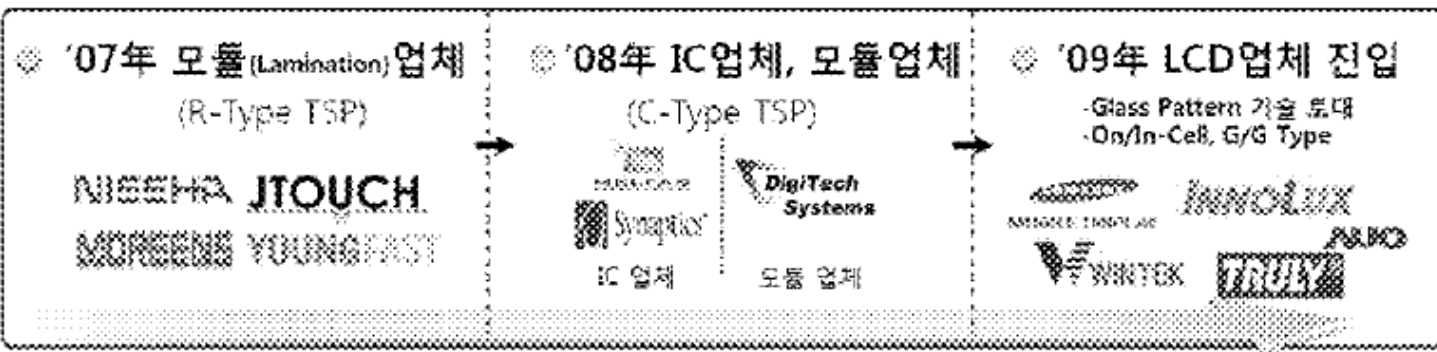 '07年 모듈(Lamination)업체
(R-Type TSP)
NISSHA JTOUCH
MOREENS YOUNGFAST
'08年 IC업체, 모듈업체
(C-Type TSP)
Synaptics
IC 업체
DigiTech
Systems
모듈 업체
'09年 LCD업체 진입
-Glass Pattern 기술 토대
-On/In-Cell, G/G Type
INNOLUX
AUO
WINTEK
TRULY